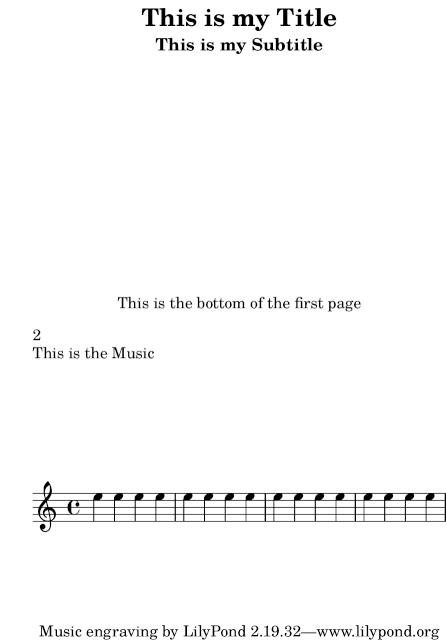 This is my Title
This is my Subtitle
This is the bottom of the first page
2
This is the Music
Music engraving by LilyPond 2.19.32—www.lilypond.org